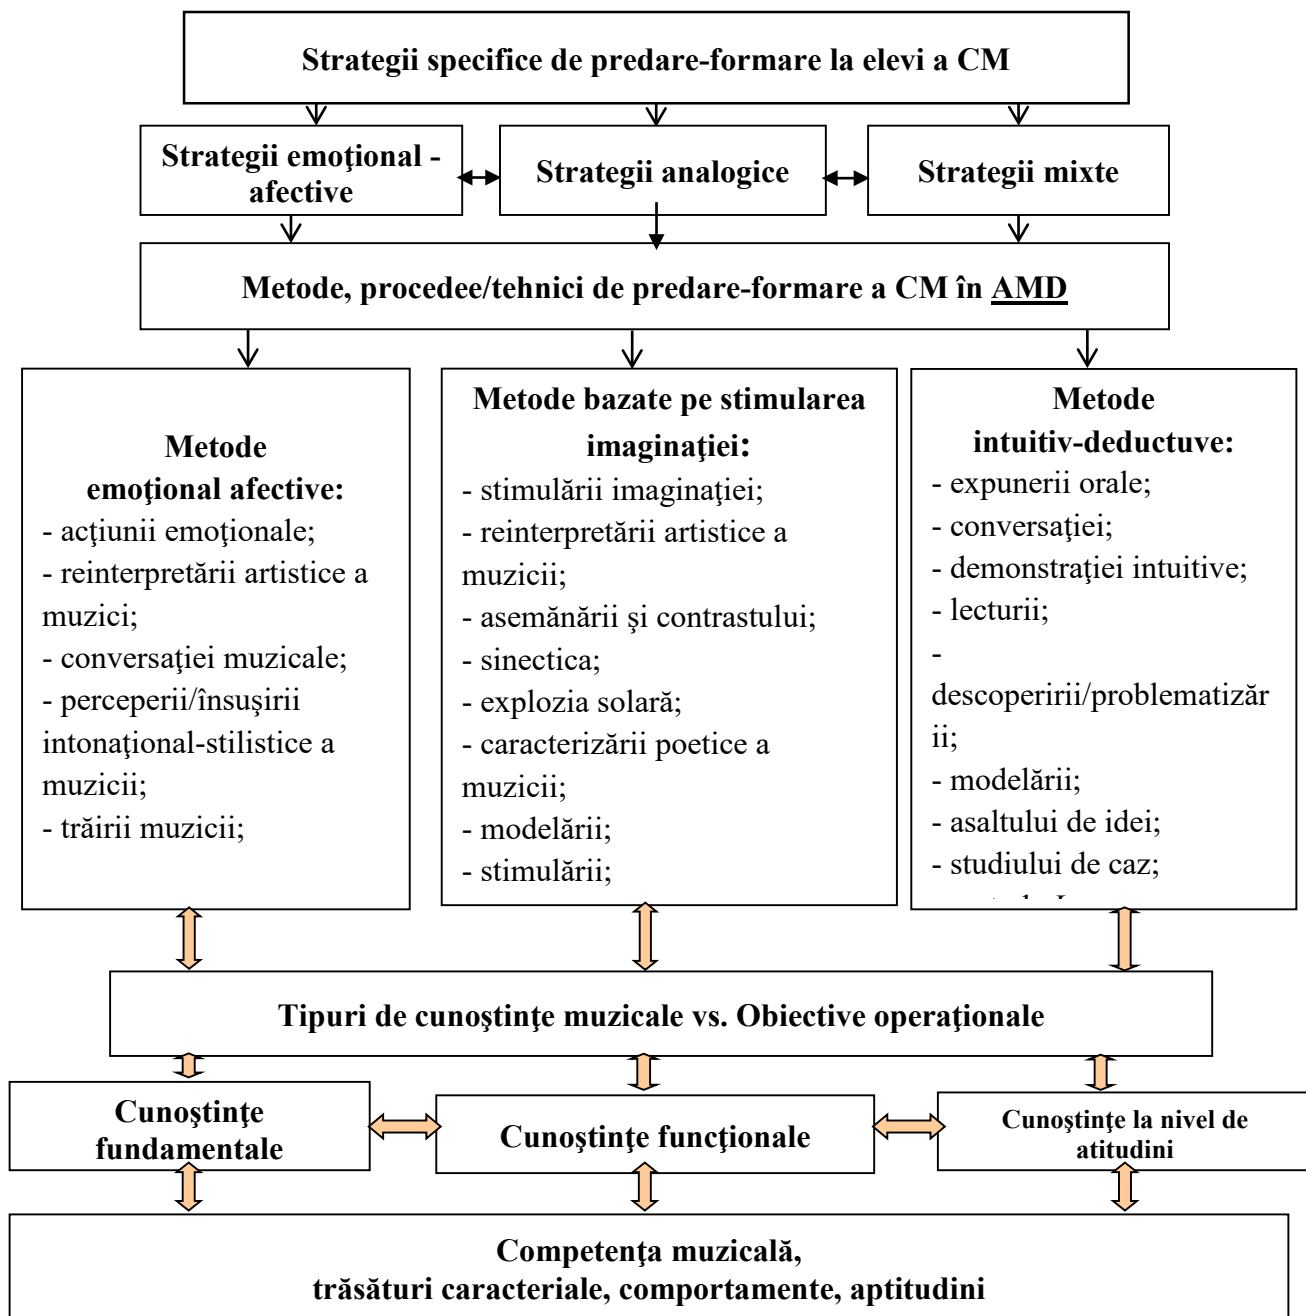 Strategii specifice de predare-formare la elevi a CM
Strategii emoţional -
afective
Strategii analogice
Strategii mixte
Metode, procedee/tehnici de predare-formare a CM în AMD
Metode
emoţional afective:
- acţiunii emoţionale;
- reinterpretării artistice a
muzici;
- conversaţiei muzicale;
- perceperii/însuşirii
intonaţional-stilistice a
muzicii;
- trăirii muzicii;
Metode bazate pe stimularea
imaginaţiei:
- stimulării imaginaţiei;
- reinterpretării artistice a
muzicii;
- asemănării şi contrastului;
- sinectica;
- explozia solară;
- caracterizării poetice a
muzicii;
- modelării;
- stimulării;
Metode
intuitiv-deductuve:
- expunerii orale;
- conversaţiei;
- demonstraţiei intuitive;
- lecturii;
-
descoperirii/problematizăr
ii;
- modelării;
- asaltului de idei;
- studiului de caz;
Tipuri de cunoştinţe muzicale vs. Obiective operaţionale
Cunoştinţe
fundamentale
Cunoştinţe funcţionale
Cunoştinţe la nivel de
atitudini
Competenţa muzicală,
trăsături caracteriale, comportamente, aptitudini